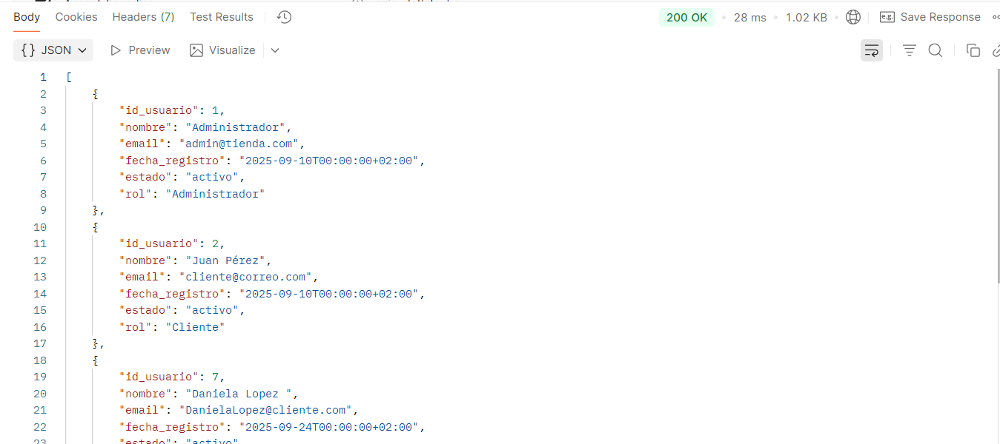 Body Cookies Headers (7) Test Results 200 OK • 28 ms • 1.02 KB • e.g. Save Response
{} JSON Preview Visualize
1 [
2 {
3 "id_usuario": 1,
4 "nombre": "Administrador",
5 "email": "admin@tienda.com",
6 "fecha_registro": "2025-09-10T00:00:00+02:00",
7 "estado": "activo",
8 "rol": "Administrador"
9 },
10 {
11 "id_usuario": 2,
12 "nombre": "Juan Pérez",
13 "email": "cliente@correo.com",
14 "fecha_registro": "2025-09-10T00:00:00+02:00",
15 "estado": "activo",
16 "rol": "Cliente"
17 },
18 {
19 "id_usuario": 7,
20 "nombre": "Daniela Lopez ",
21 "email": "DanielaLopez@cliente.com",
22 "fecha_registro": "2025-09-24T00:00:00+02:00",
23 "estado": "activo"